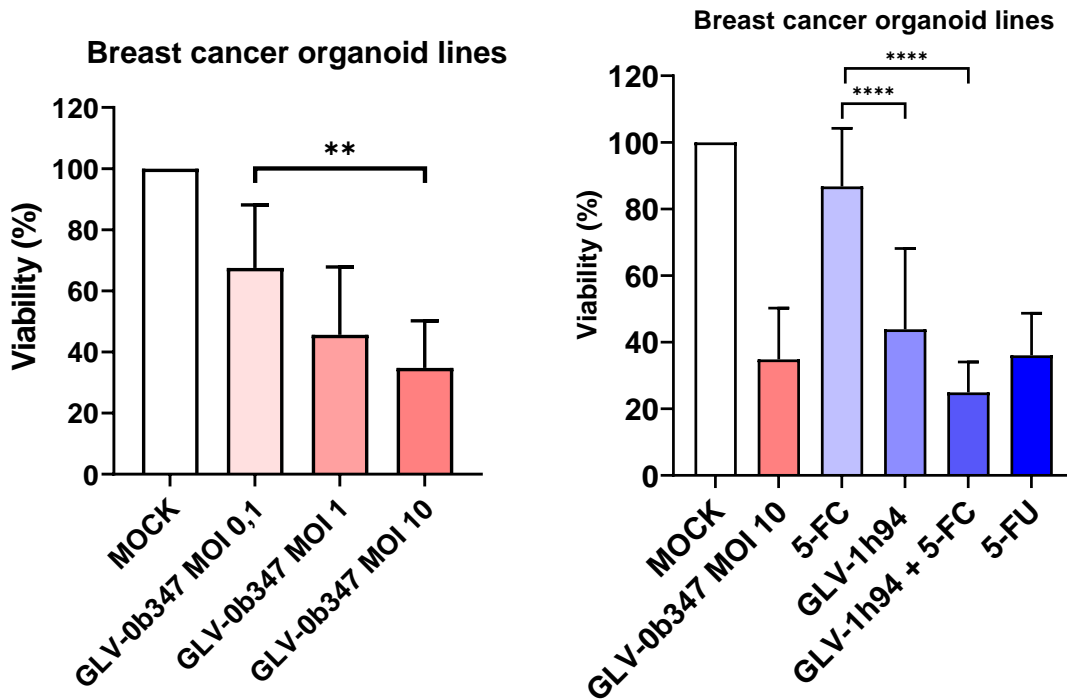 Breast cancer organoid lines
Viability (%)
120
100
80
60
40
20
0
**
MOCK
GLV-0b347 MOI 0,1
GLV-0b347 MOI 1
GLV-0b347 MOI 10
Breast cancer organoid lines
Viability (%)
120
100
80
60
40
20
0
****
****
MOCK
GLV-0b347 MOI 10
5-FC
GLV-1h94
GLV-1h94 + 5-FC
5-FU